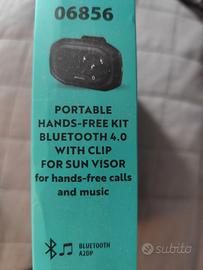 06856
PORTABLE
HANDS-FREE KIT
BLUETOOTH 4.0
WITH CLIP
FOR SUN VISOR
for hands-free calls
and music
BLUETOOTH
A2DP
subito